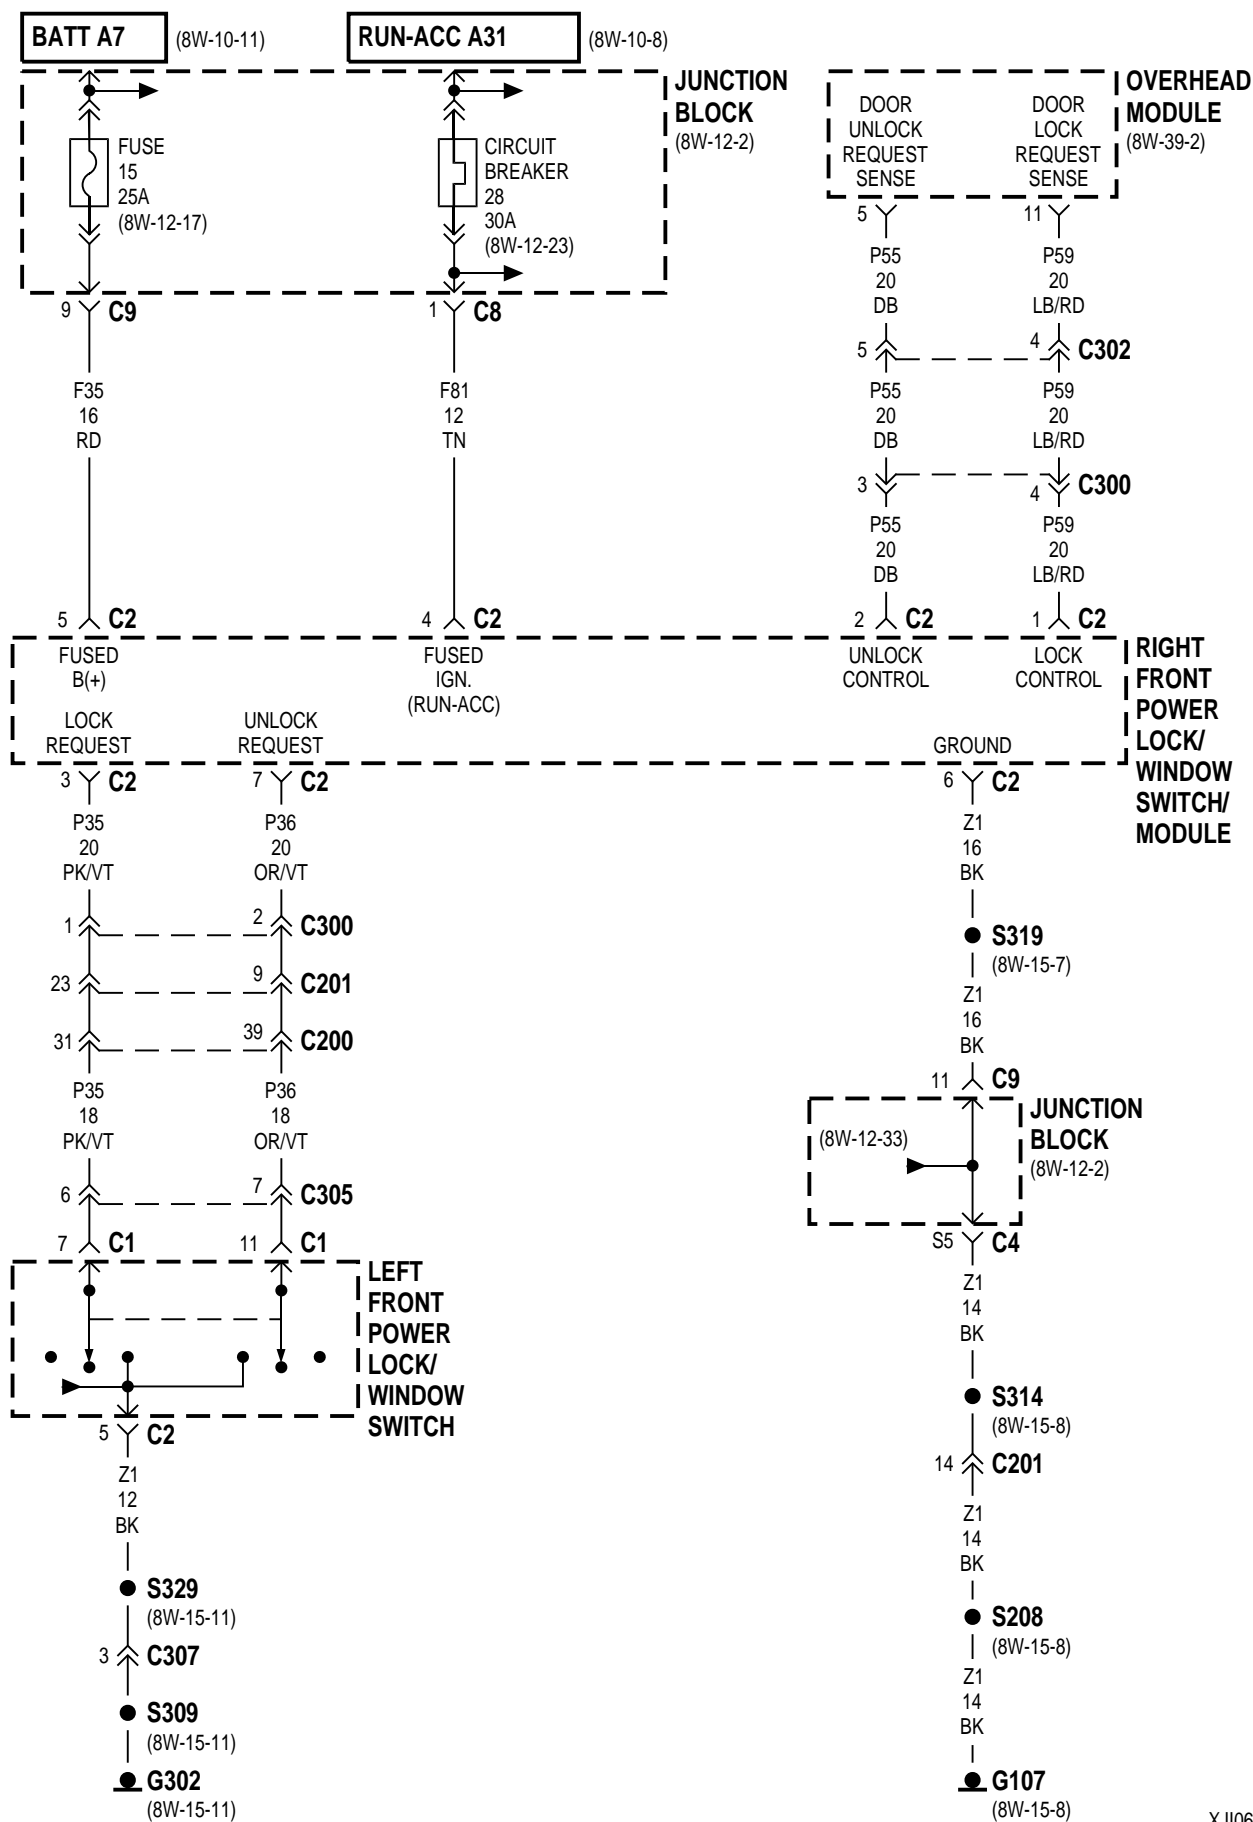 BATT A7 (8W-10-11) RUN-ACC A31 (8W-10-8)
JUNCTION
BLOCK
(8W-12-2)
OVERHEAD
MODULE
(8W-39-2)
FUSE
15
25A
(8W-12-17)
CIRCUIT
BREAKER
28
30A
(8W-12-23)
DOOR
UNLOCK
REQUEST
SENSE
DOOR
LOCK
REQUEST
SENSE
5 11
P55 P59
20 20
DB LB/RD
9 C9 1 C8
5 4 C302
F35 F81
16 12
RD TN
P55 P59
20 20
DB LB/RD
3 4 C300
P55 P59
20 20
DB LB/RD
5 C2 4 C2 2 C2 1 C2
FUSED
B(+)
FUSED
IGN.
(RUN-ACC)
UNLOCK
CONTROL
LOCK
CONTROL
RIGHT
FRONT
POWER
LOCK/
WINDOW
SWITCH/
MODULE
LOCK
REQUEST
UNLOCK
REQUEST
GROUND
3 C2 7 C2 6 C2
P35 P36 Z1
20 20 16
PK/VT OR/VT BK
1 2 C300
S319
(8W-15-7)
23 9 C201
Z1
16
BK
31 39 C200
P35 P36
18 18
PK/VT OR/VT
11 C9
JUNCTION
BLOCK
(8W-12-2)
(8W-12-33)
6 7 C305
7 C1 11 C1
S5 C4
LEFT
FRONT
POWER
LOCK/
WINDOW
SWITCH
Z1
14
BK
S314
(8W-15-8)
5 C2
14 C201
Z1
12
BK
Z1
14
BK
S329
(8W-15-11)
S208
(8W-15-8)
3 C307
Z1
14
BK
S309
(8W-15-11)
G302
(8W-15-11)
G107
(8W-15-8)